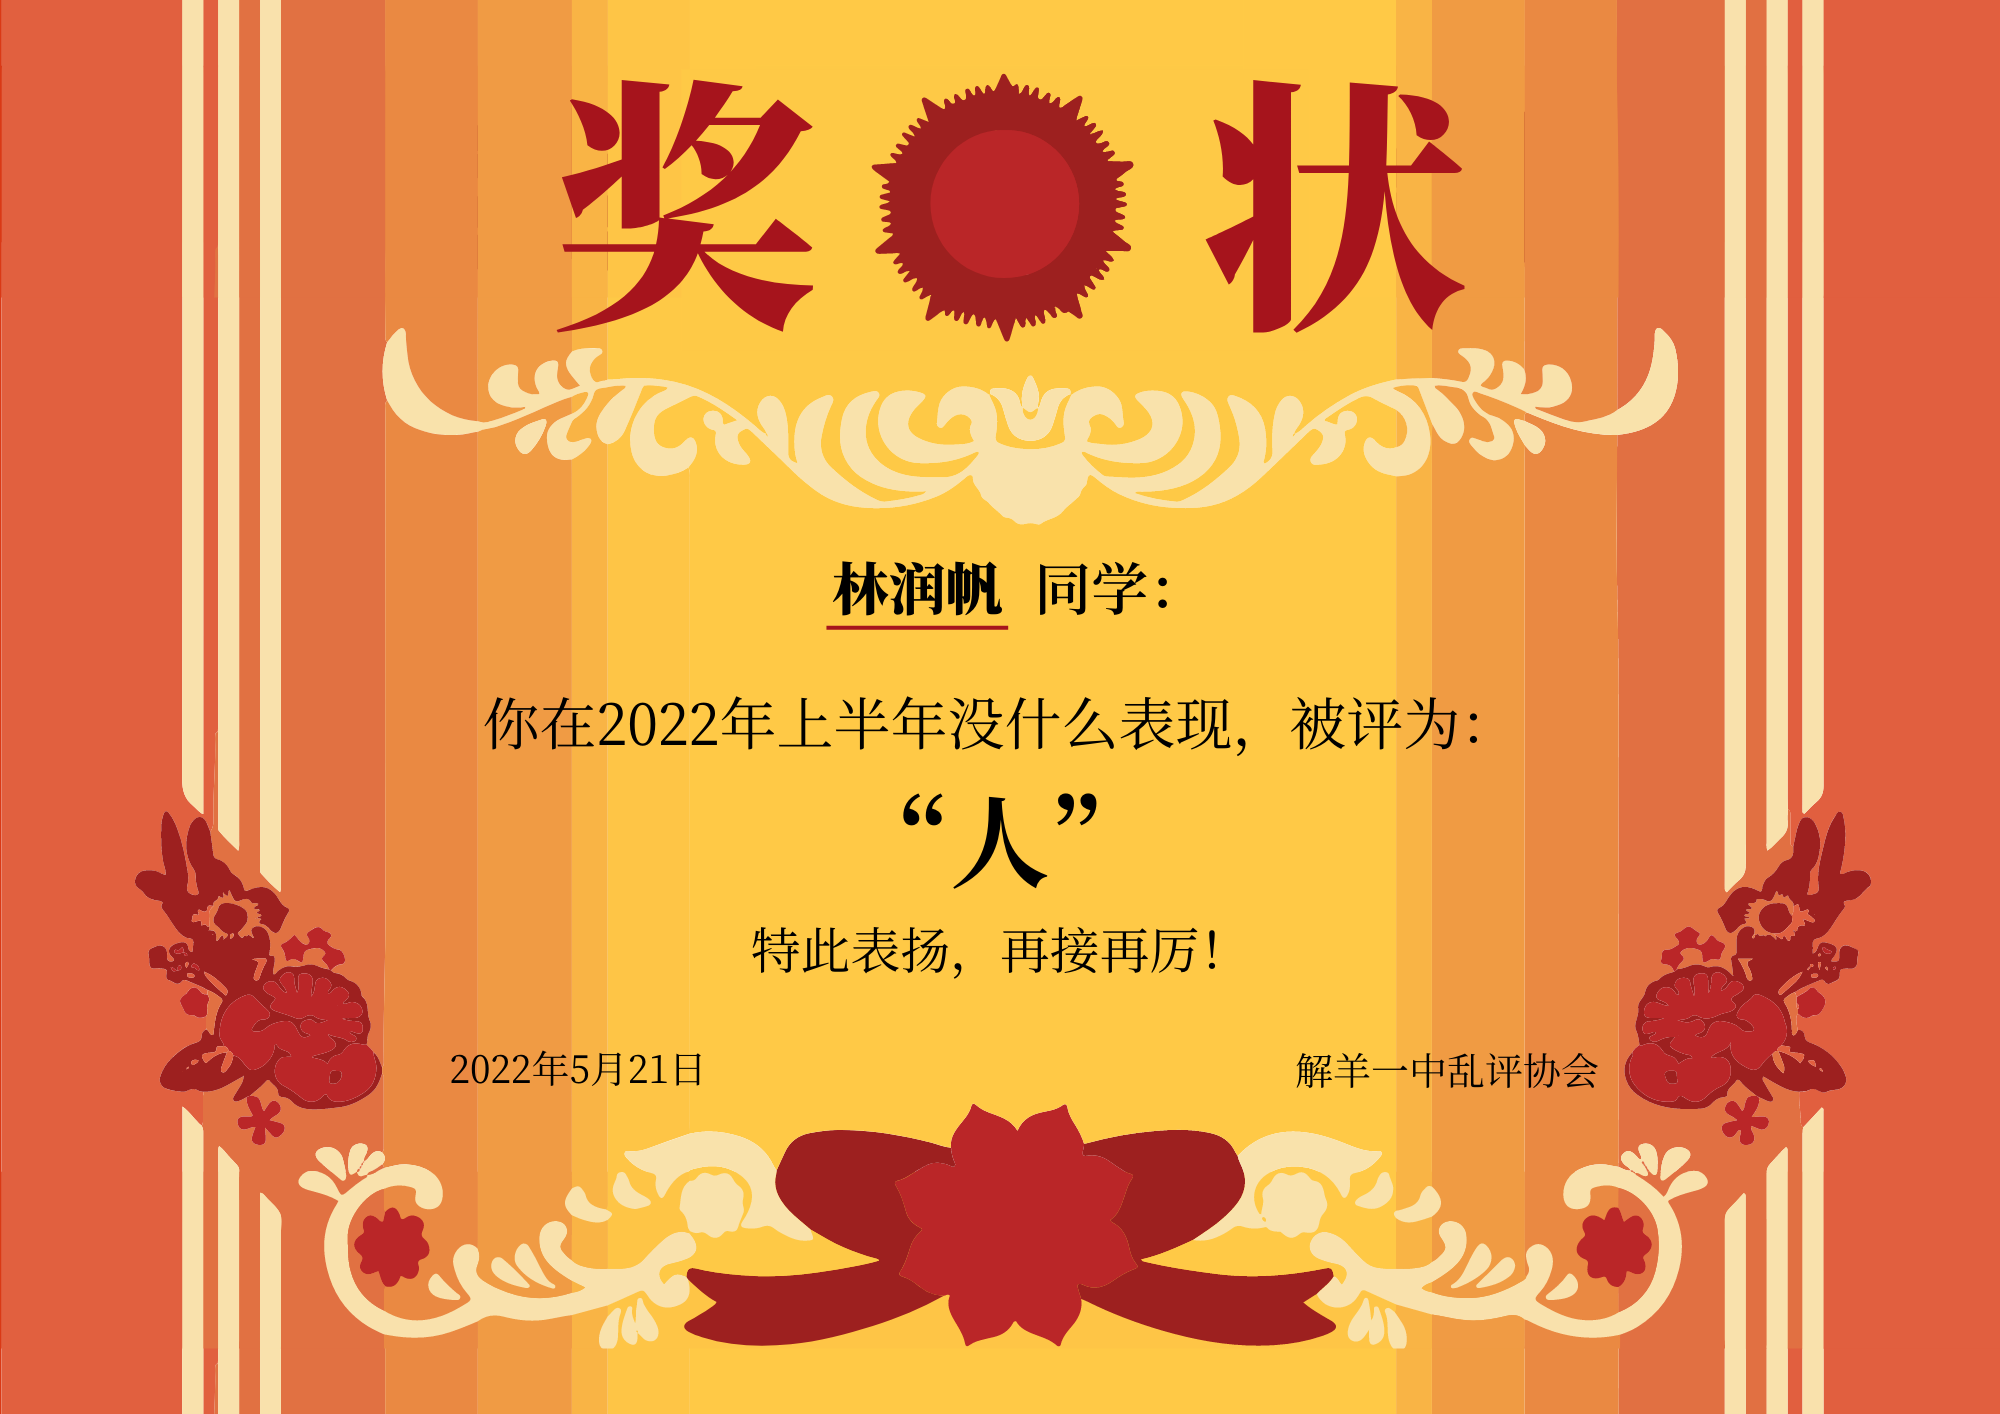 奖状
林润帆 同学：
你在2022年上半年没什么表现，被评为：
“人”
特此表扬，再接再厉！
2022年5月21日
解羊一中乱评协会